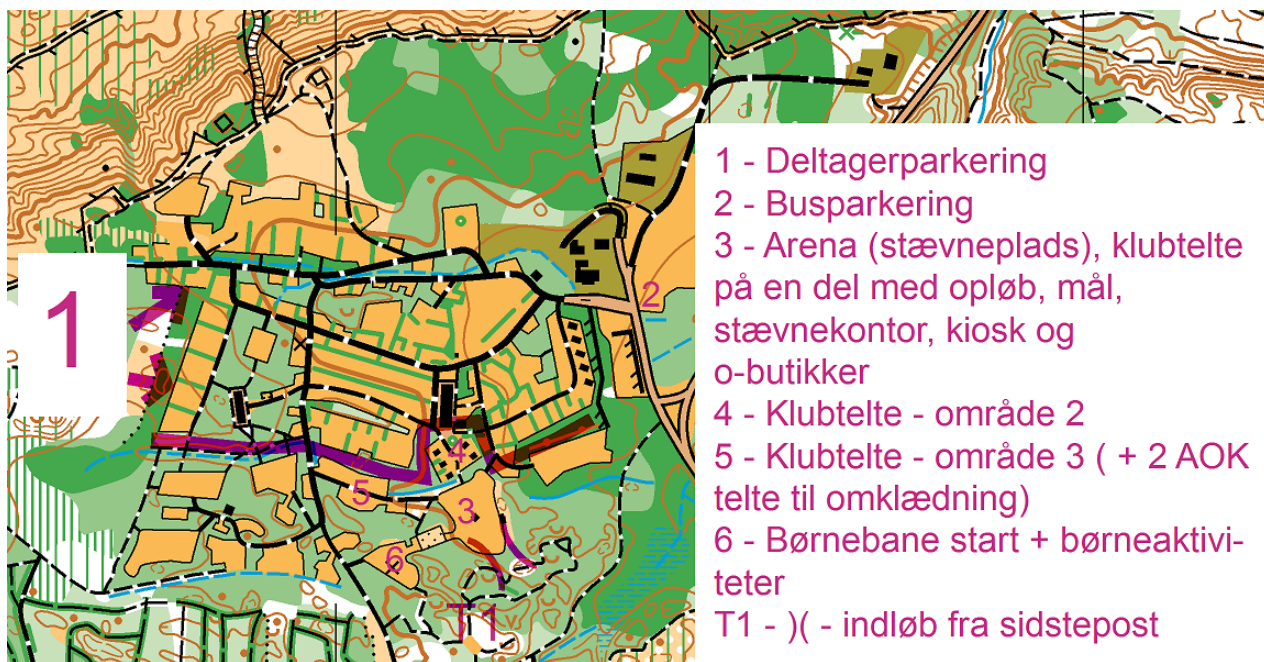 1 - Deltagerparkering
2 - Busparkering
3 - Arena (stævneplads), klubtelte
på en del med opløb, mål,
stævnekontor, kiosk og
o-butikker
4 - Klubtelte - område 2
5 - Klubtelte - område 3 ( + 2 AOK
telte til omklædning)
6 - Børnebane start + børneaktivi-
teter
T1 - )( - indløb fra sidstepost
1
2
4
5
3
6
T1